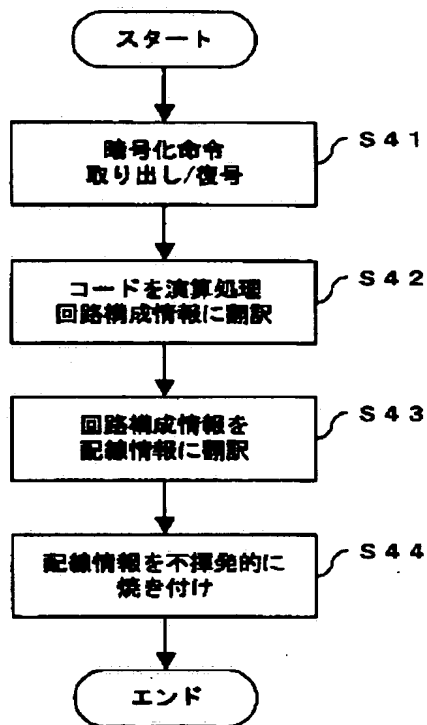 スタート
暗号化命令
取り出し/復号
S41
コードを演算処理
回路構成情報に翻訳
S42
回路構成情報を
配線情報に翻訳
S43
配線情報を不揮発的に
焼き付け
S44
エンド